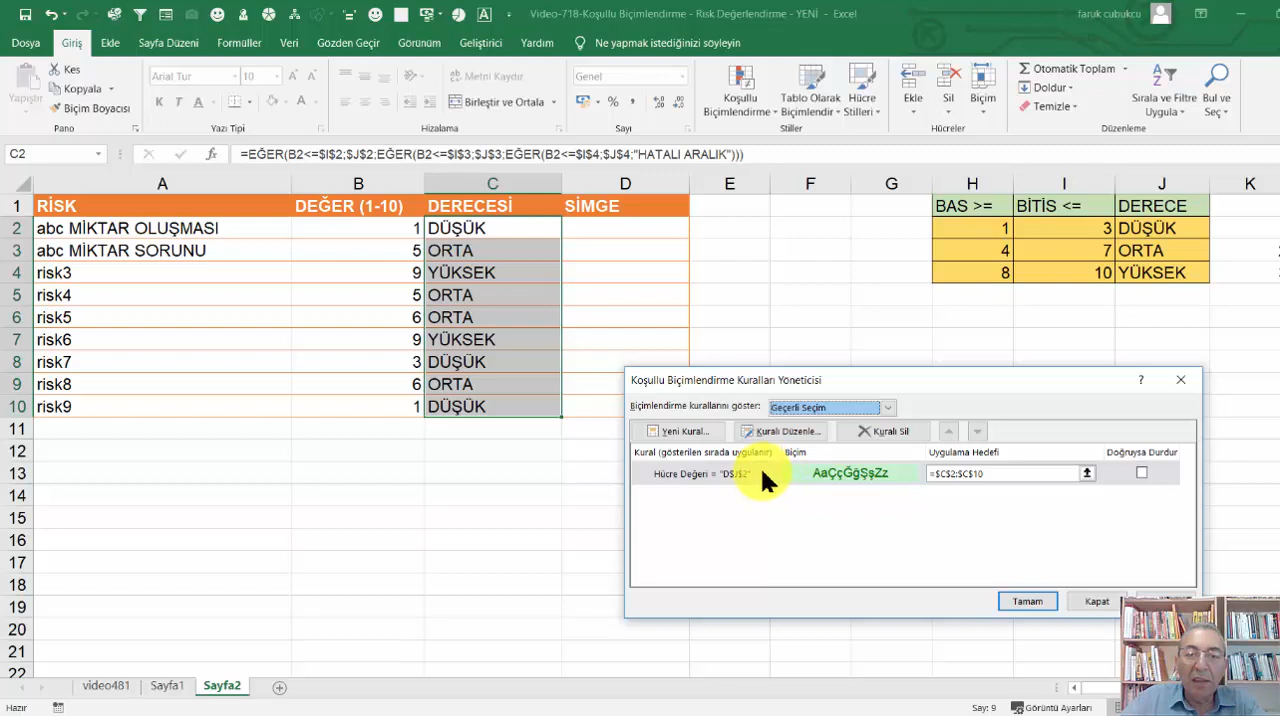 Video-718-Koşullu Biçimlendirme - Risk Değerlendirme - YENİ - Excel
faruk cubukcu
Dosya Giriş Ekle Sayfa Düzeni Formüller Veri Gözden Geçir Görünüm Geliştirici Yardım Ne yapmak istediğinizi söyleyin
Yapıştır
Kes
Kopyala
Biçim Boyacısı
Pano
Arial Tur 10
K T A
Yazı Tipi
Metni Kaydır
Birleştir ve Ortala
Hizalama
Genel
Sayı
Koşullu Biçimlendirme
Tablo Olarak Biçimlendir
Hücre Stilleri
Stiller
Ekle Sil Biçim
Hücreler
Otomatik Toplam
Doldur
Temizle
Sırala ve Filtre Uygula
Bul ve Seç
Düzenleme
C2 fx =EĞER(B2<=$I$2;$J$2;EĞER(B2<=$I$3;$J$3;EĞER(B2<=$I$4;$J$4;"HATALI ARALIK")))
A B C D E F G H I J K
1 RİSK DEĞER (1-10) DERECESİ SİMGE BAS >= BİTİS <= DERECE
2 abc MİKTAR OLUŞMASI 1 DÜŞÜK 1 3 DÜŞÜK
3 abc MİKTAR SORUNU 5 ORTA 4 7 ORTA
4 risk3 9 YÜKSEK 8 10 YÜKSEK
5 risk4 5 ORTA
6 risk5 6 ORTA
7 risk6 9 YÜKSEK
8 risk7 3 DÜŞÜK
9 risk8 6 ORTA
10 risk9 1 DÜŞÜK
11
12
13
14
15
16
17
18
19
20
21
22
Koşullu Biçimlendirme Kuralları Yöneticisi ?
Biçimlendirme kurallarını göster: Geçerli Seçim
Yeni Kural... Kuralı Düzenle... Kuralı Sil
Kural (gösterilen sırada uygulanır) Biçim Uygulama Hedefi Doğruysa Durdur
Hücre Değeri = "D$J$2" AaÇçĞğŞşZz =$C$2:$C$10
Tamam Kapat
video481 Sayfa1 Sayfa2
Hazır Say: 9 Görüntü Ayarları